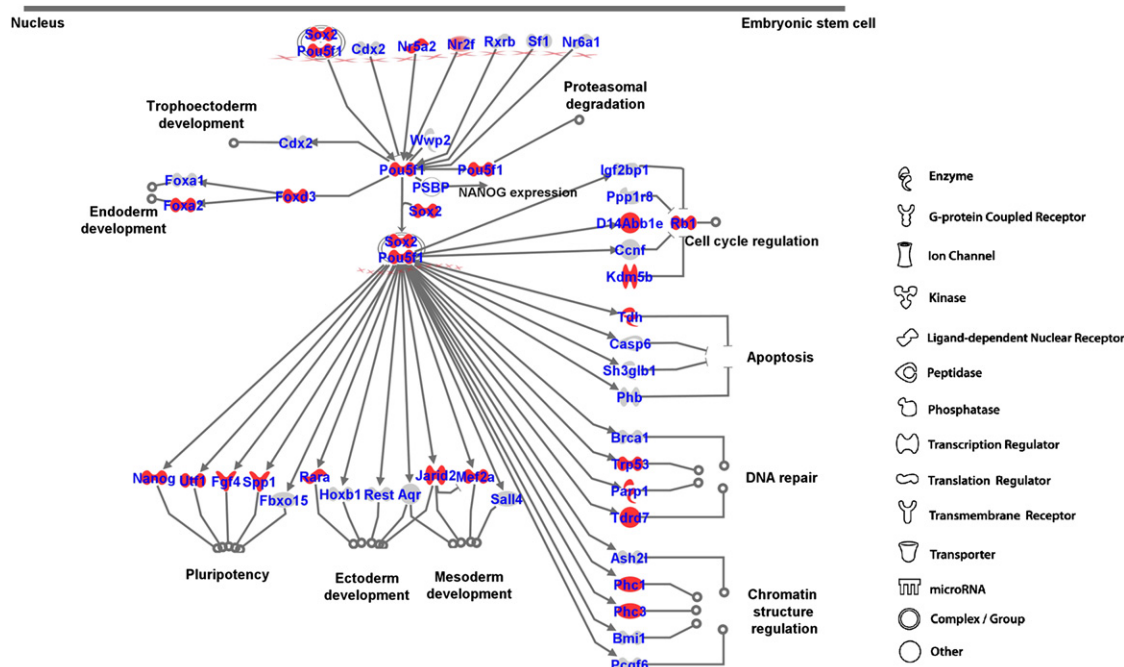 Nucleus
Embryonic stem cell
Sox2
Pou5f1
Cdx2
Nr5a2
Nr2f
Rxrb
Sf1
Nr6a1
Proteasomal
degradation
Trophoectoderm
development
Cdx2
Wwp2
Pou5f1
Pou5f1
PSBP
NANOG expression
Foxa1
Foxd3
Foxa2
Endoderm
development
Sox2
Sox2
Pou5f1
Igf2bp1
Ppp1r8
D14Abb1e
Rb1
Cell cycle regulation
Ccnf
Kdm5b
Tdh
Casp6
Sh3glb1
Phb
Apoptosis
Brca1
Trp53
Parp1
Tdrd7
DNA repair
Nanog
Utf1
Fgf4
Spp1
Fbxo15
Rara
Hoxb1
Rest
Aqr
Jarid2
Mef2a
Sall4
Pluripotency
Ectoderm
development
Mesoderm
development
Ash2l
Phc1
Phc3
Bmi1
Pcgf6
Chromatin
structure
regulation
Enzyme
G-protein Coupled Receptor
Ion Channel
Kinase
Ligand-dependent Nuclear Receptor
Peptidase
Phosphatase
Transcription Regulator
Translation Regulator
Transmembrane Receptor
Transporter
microRNA
Complex / Group
Other